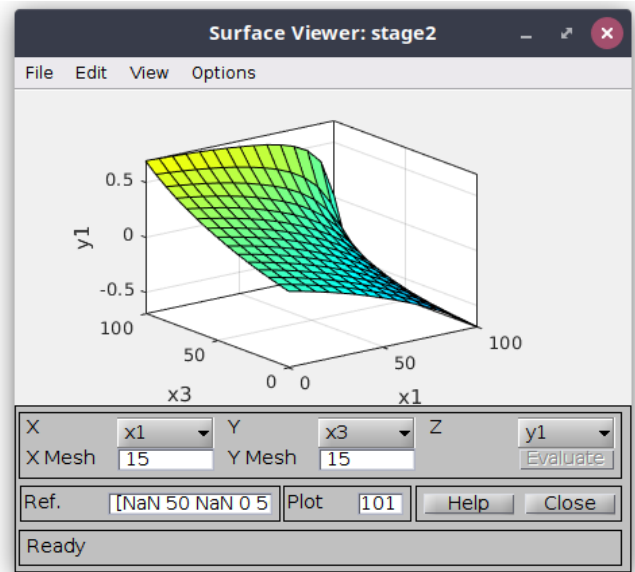 Surface Viewer: stage2
File Edit View Options
0.5
0
-0.5
y1
100
50
0
x3
0
50
100
x1
X x1 Y x3 Z y1
X Mesh 15 Y Mesh 15 Evaluate
Ref. [NaN 50 NaN 0 5 Plot 101 Help Close
Ready